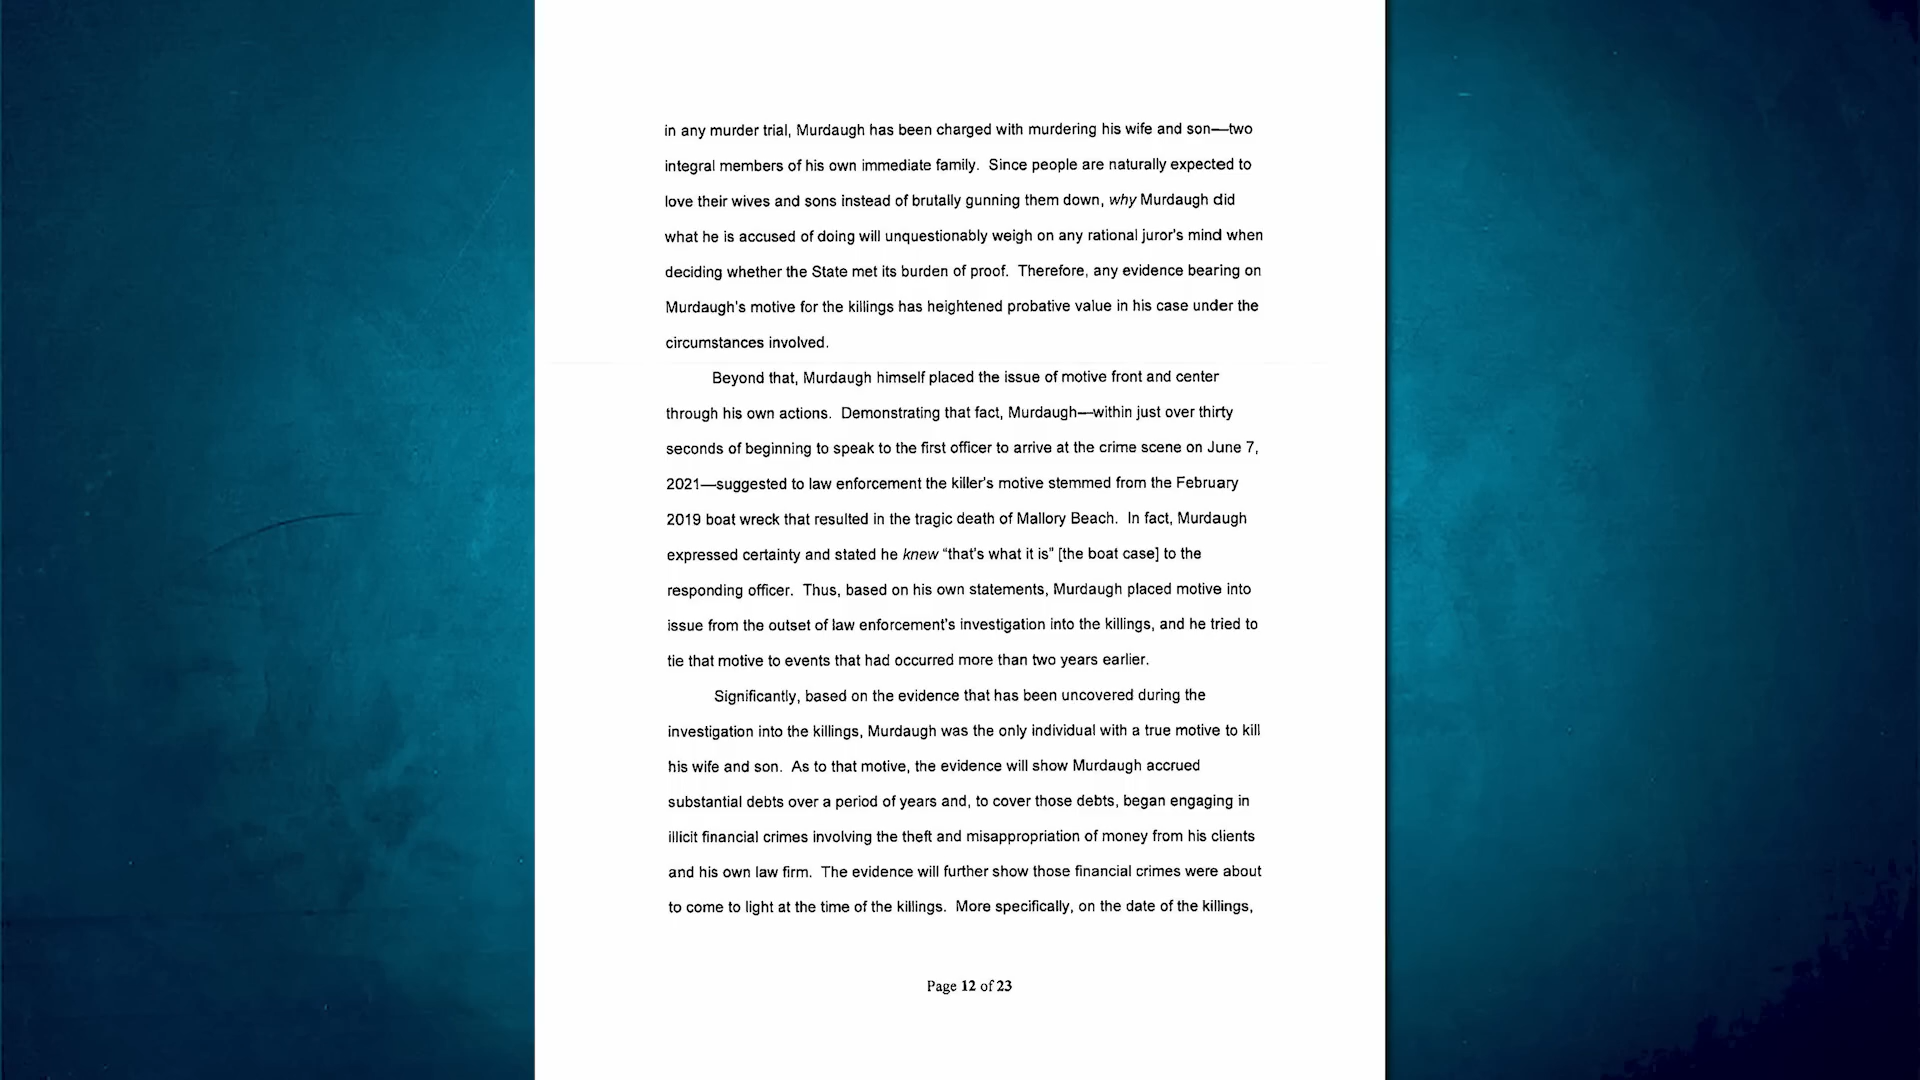 in any murder trial, Murdaugh has been charged with murdering his wife and son—two
integral members of his own immediate family.  Since people are naturally expected to
love their wives and sons instead of brutally gunning them down, why Murdaugh did
what he is accused of doing will unquestionably weigh on any rational juror's mind when
deciding whether the State met its burden of proof.  Therefore, any evidence bearing on
Murdaugh's motive for the killings has heightened probative value in his case under the
circumstances involved.
Beyond that, Murdaugh himself placed the issue of motive front and center
through his own actions.  Demonstrating that fact, Murdaugh—within just over thirty
seconds of beginning to speak to the first officer to arrive at the crime scene on June 7,
2021—suggested to law enforcement the killer's motive stemmed from the February
2019 boat wreck that resulted in the tragic death of Mallory Beach.  In fact, Murdaugh
expressed certainty and stated he knew “that's what it is” [the boat case] to the
responding officer.  Thus, based on his own statements, Murdaugh placed motive into
issue from the outset of law enforcement's investigation into the killings, and he tried to
tie that motive to events that had occurred more than two years earlier.
Significantly, based on the evidence that has been uncovered during the
investigation into the killings, Murdaugh was the only individual with a true motive to kill
his wife and son.  As to that motive, the evidence will show Murdaugh accrued
substantial debts over a period of years and, to cover those debts, began engaging in
illicit financial crimes involving the theft and misappropriation of money from his clients
and his own law firm.  The evidence will further show those financial crimes were about
to come to light at the time of the killings.  More specifically, on the date of the killings,
Page 12 of 23